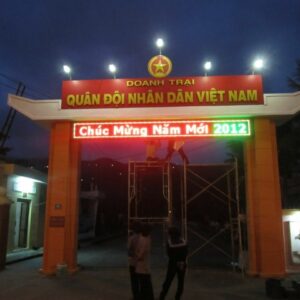 DOANH TRẠI
QUÂN ĐỘI NHÂN DÂN VIỆT NAM
Chúc Mừng Năm Mới 2012